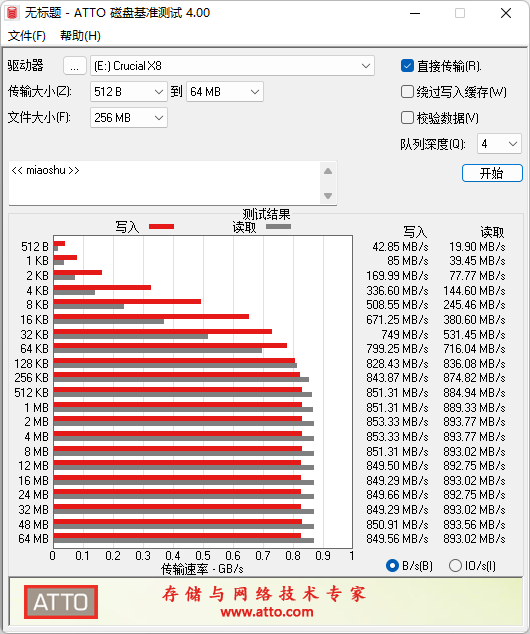 无标题 - ATTO 磁盘基准测试 4.00
文件(F) 帮助(H)
驱动器 ... (E:) Crucial X8
传输大小(Z): 512 B 到 64 MB
文件大小(F): 256 MB
直接传输(R).
绕过写入缓存(W)
校验数据(V)
队列深度(Q): 4
<< miaoshu >>
开始
测试结果
写入 读取 写入 读取
512 B 42.85 MB/s 19.90 MB/s
1 KB 85 MB/s 39.45 MB/s
2 KB 169.99 MB/s 77.77 MB/s
4 KB 336.60 MB/s 144.60 MB/s
8 KB 508.55 MB/s 245.46 MB/s
16 KB 671.25 MB/s 380.60 MB/s
32 KB 749 MB/s 531.45 MB/s
64 KB 799.25 MB/s 716.04 MB/s
128 KB 828.43 MB/s 836.08 MB/s
256 KB 843.87 MB/s 874.82 MB/s
512 KB 851.31 MB/s 884.94 MB/s
1 MB 851.31 MB/s 889.33 MB/s
2 MB 853.33 MB/s 893.77 MB/s
4 MB 853.33 MB/s 893.77 MB/s
8 MB 851.31 MB/s 893.02 MB/s
12 MB 849.50 MB/s 892.75 MB/s
16 MB 849.29 MB/s 893.02 MB/s
24 MB 849.66 MB/s 892.75 MB/s
32 MB 849.29 MB/s 893.02 MB/s
48 MB 850.91 MB/s 893.56 MB/s
64 MB 849.56 MB/s 893.02 MB/s
0 0.1 0.2 0.3 0.4 0.5 0.6 0.7 0.8 0.9 1
传输速率 - GB/s
B/s(B) IO/s(I)
ATTO
存储与网络技术专家
www.atto.com